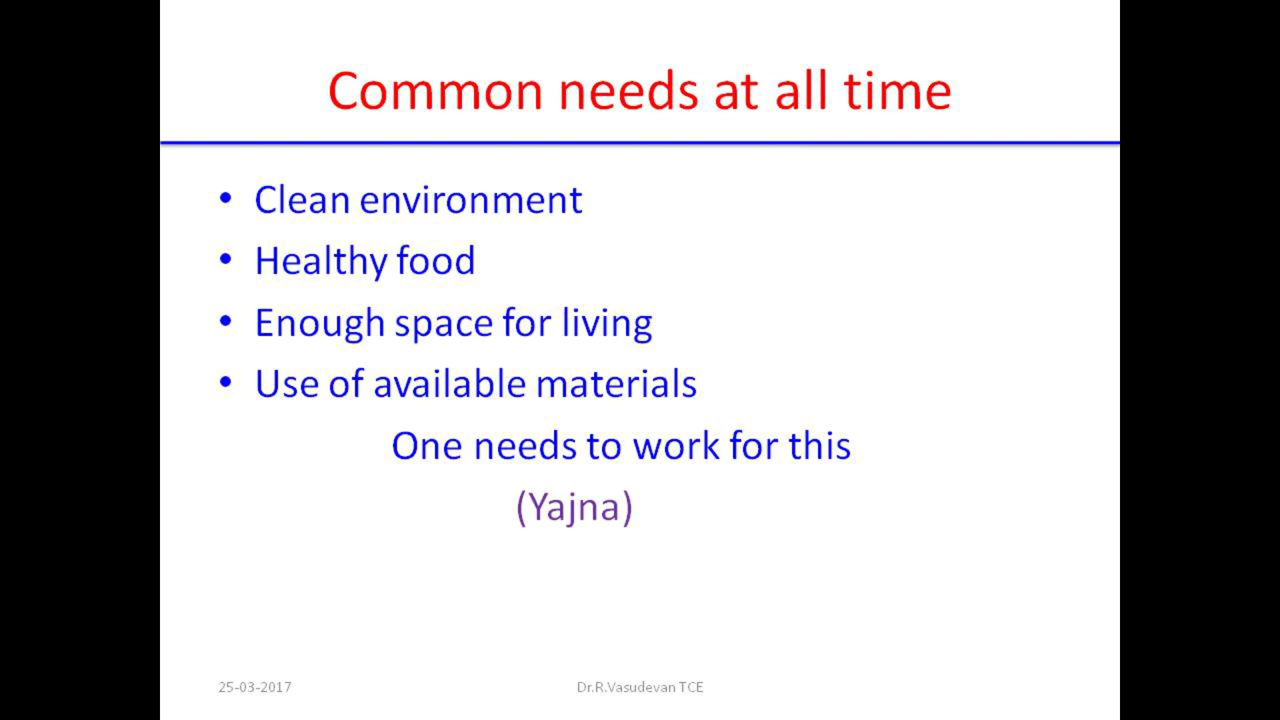 Common needs at all time
• Clean environment
• Healthy food
• Enough space for living
• Use of available materials
One needs to work for this
(Yajna)
25-03-2017
Dr.R.Vasudevan TCE